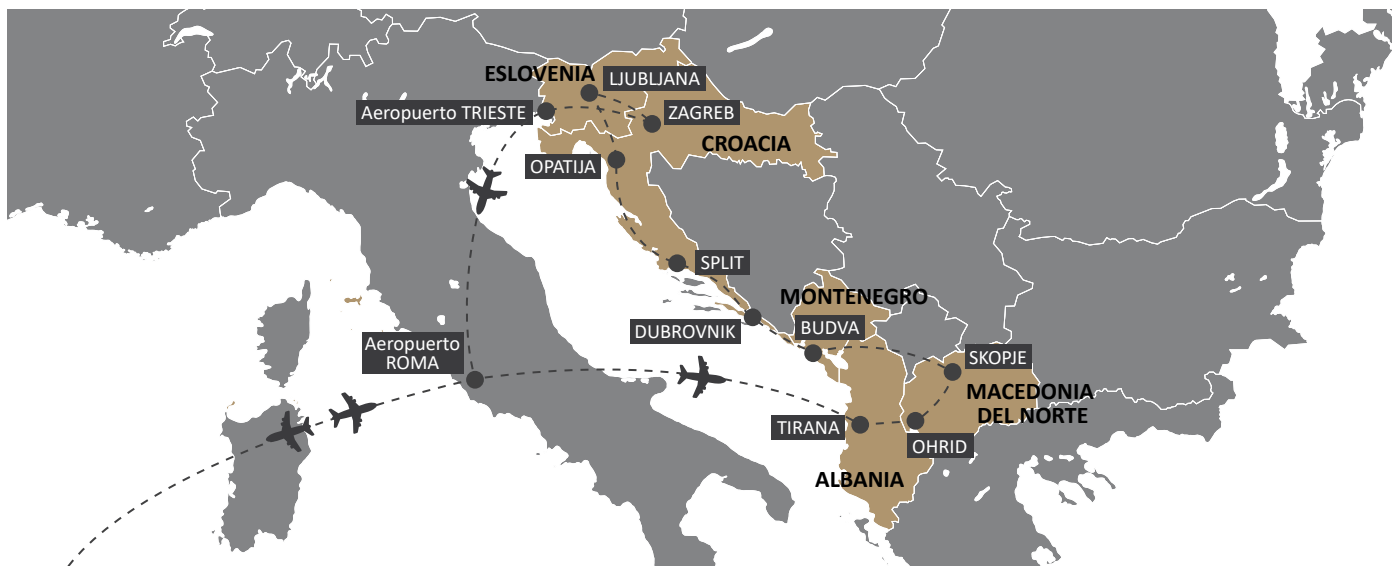 ESLOVENIA
LJUBLJANA
Aeropuerto TRIESTE
ZAGREB
CROACIA
OPATIJA
SPLIT
MONTENEGRO
DUBROVNIK
BUDVA
Aeropuerto
ROMA
SKOPJE
MACEDONIA
DEL NORTE
TIRANA
OHRID
ALBANIA